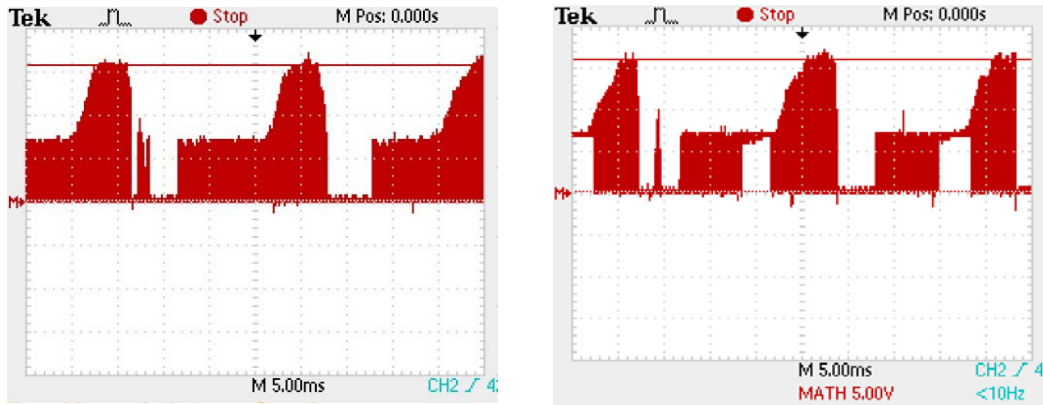 Tek Stop M Pos: 0.000s
M
M 5.00ms CH2
Tek Stop M Pos: 0.000s
M
M 5.00ms CH2 4
MATH 5.00V <10Hz